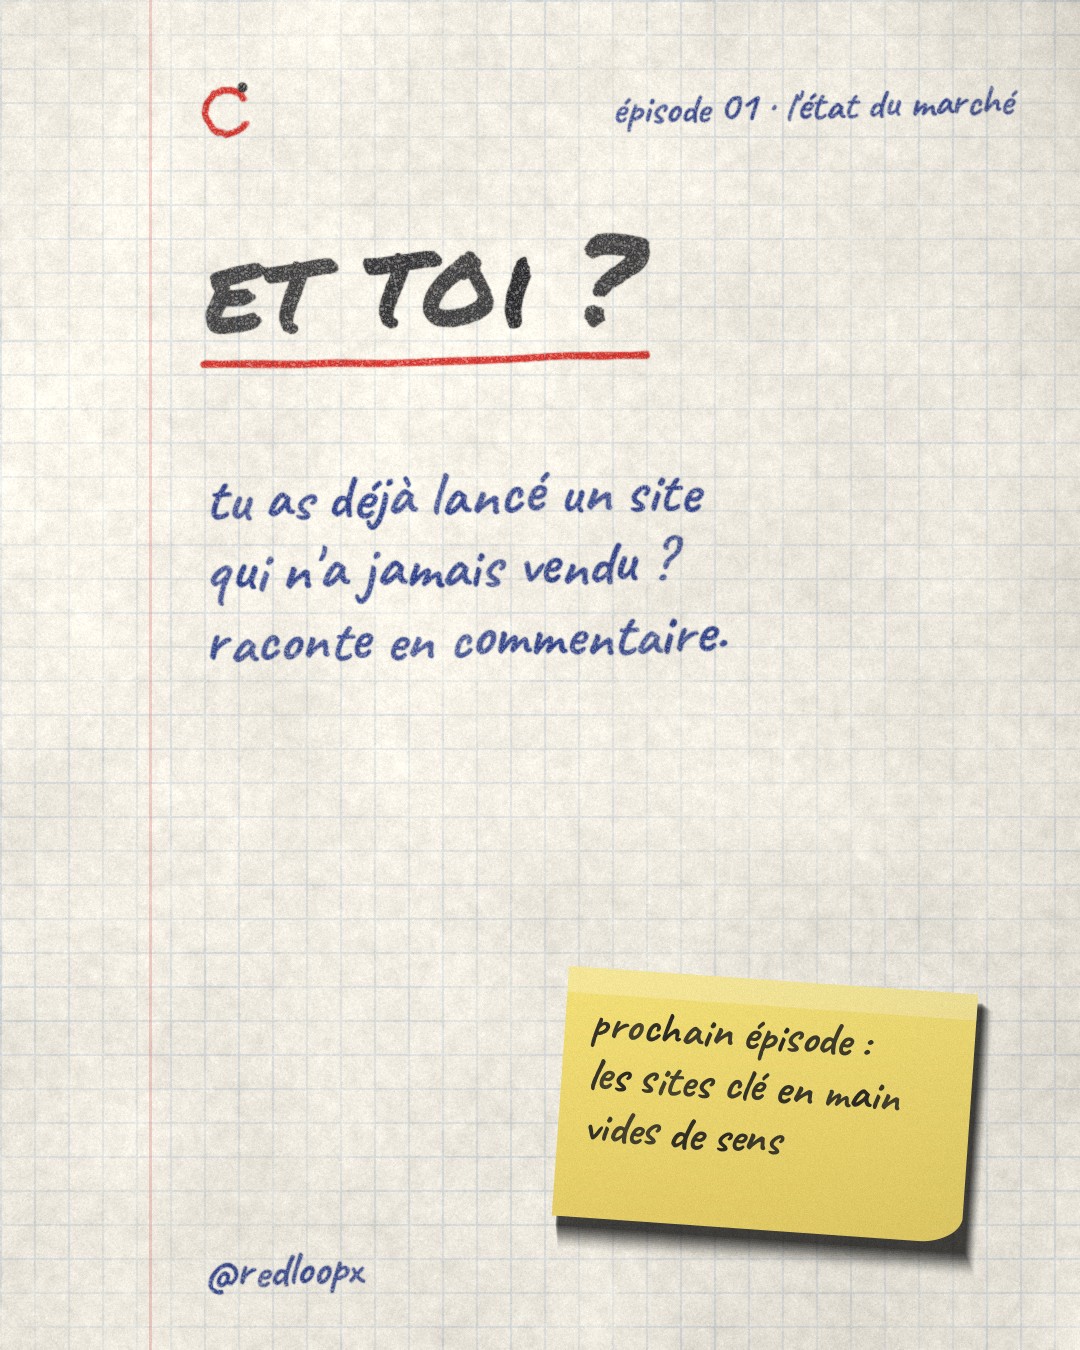 épisode 01 · l'état du marché
ET TOI ?
tu as déjà lancé un site
qui n'a jamais vendu ?
raconte en commentaire.
prochain épisode :
les sites clé en main
vides de sens
@redloopx